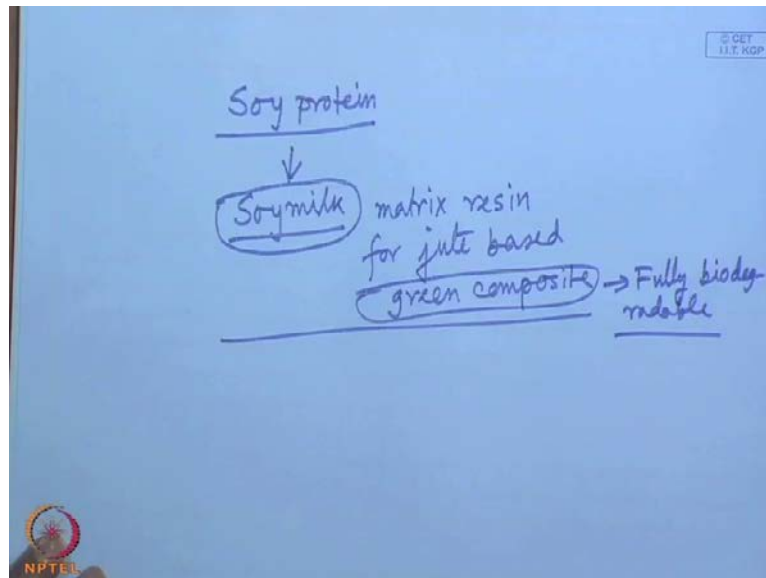 © CET
I.I.T. KGP
Soy protein
↓
Soymilk matrix resin
for jute based
green composite → Fully biodeg-
radable
NPTEL